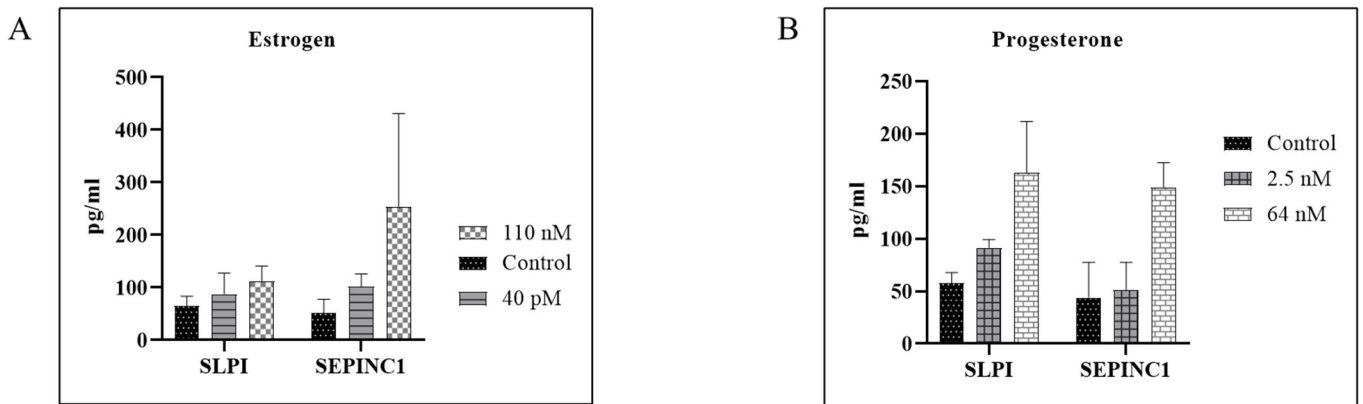 A
Estrogen
500
400
300
200
100
0
pg/ml
SLPI
SEPINC1
110 nM
Control
40 pM
B
Progesterone
250
200
150
100
50
0
pg/ml
SLPI
SEPINC1
Control
2.5 nM
64 nM